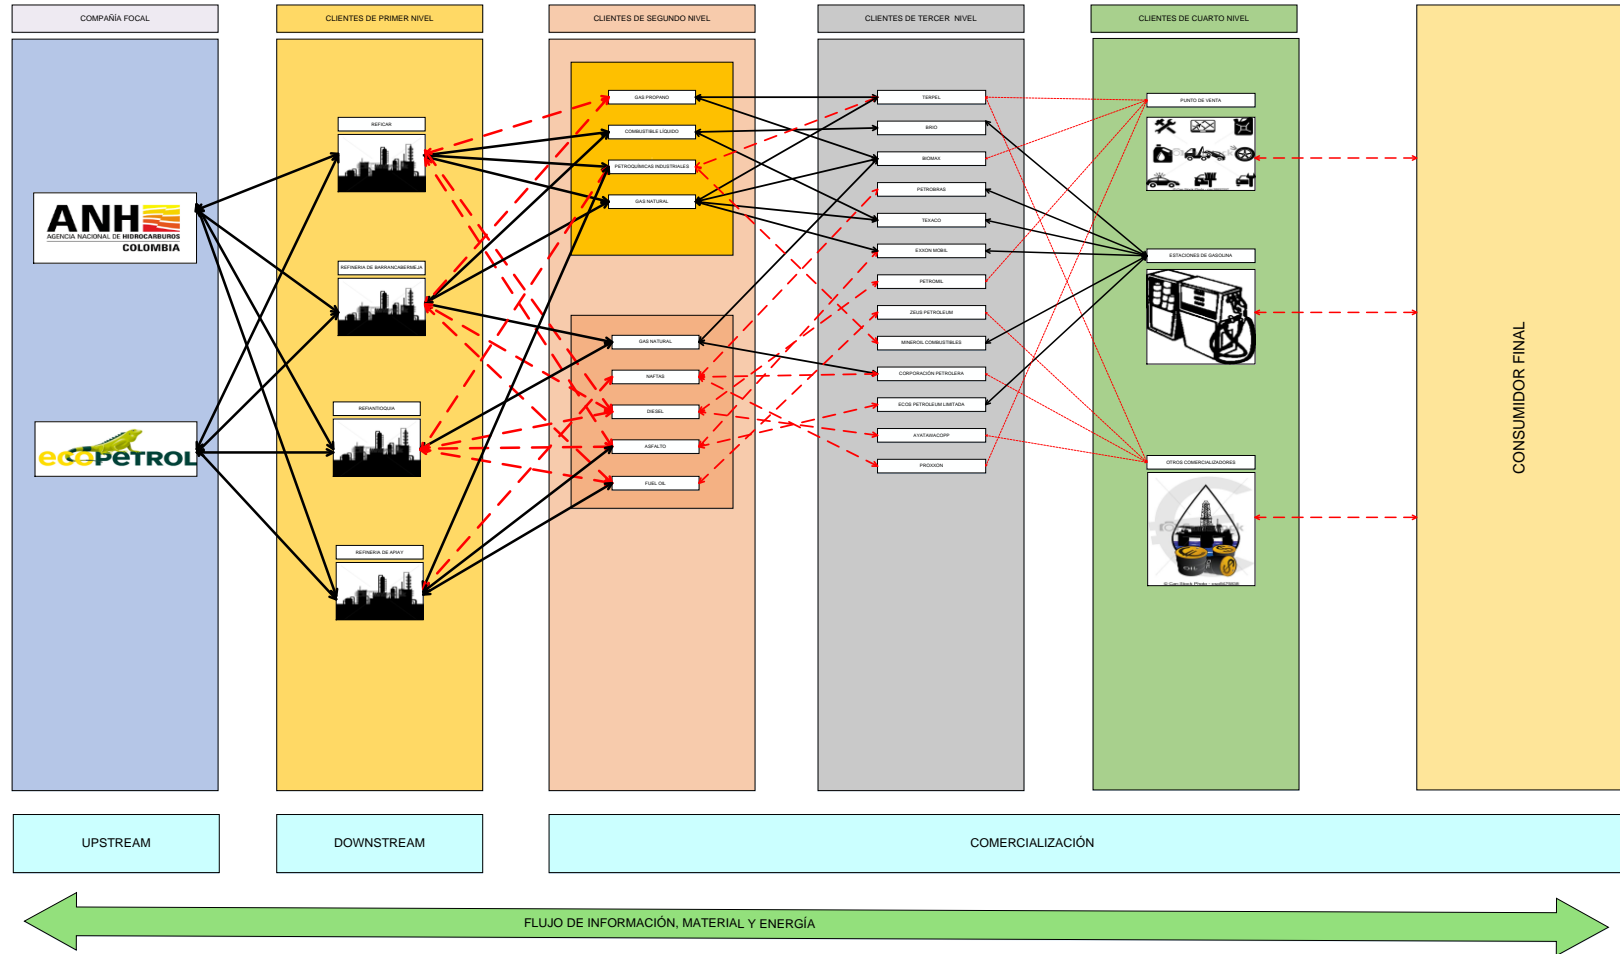 COMPAÑÍA FOCAL
CLIENTES DE PRIMER NIVEL
CLIENTES DE SEGUNDO NIVEL
CLIENTES DE TERCER NIVEL
CLIENTES DE CUARTO NIVEL
ANH
AGENCIA NACIONAL DE HIDROCARBUROS
COLOMBIA
ecoPETROL
REFICAR
REFINERIA DE BARRANCABERMEJA
REFIANTIOQUIA
REFINERIA DE APIAY
GAS PROPANO
COMBUSTIBLE LÍQUIDO
PETROQUÍMICAS INDUSTRIALES
GAS NATURAL
GAS NATURAL
NAFTAS
DIESEL
ASFALTO
FUEL OIL
TERPEL
BRIO
BIOMAX
PETROBRAS
TEXACO
EXXON MOBIL
PETROMIL
ZEUS PETROLEUM
MINEROIL COMBUSTIBLES
CORPORACIÓN PETROLERA
ECOS PETROLEUM LIMITADA
AYATAWACOPP
PROXXON
PUNTO DE VENTA
ESTACIONES DE GASOLINA
OTROS COMERCIALIZADORES
OIL
CONSUMIDOR FINAL
UPSTREAM
DOWNSTREAM
COMERCIALIZACIÓN
FLUJO DE INFORMACIÓN, MATERIAL Y ENERGÍA